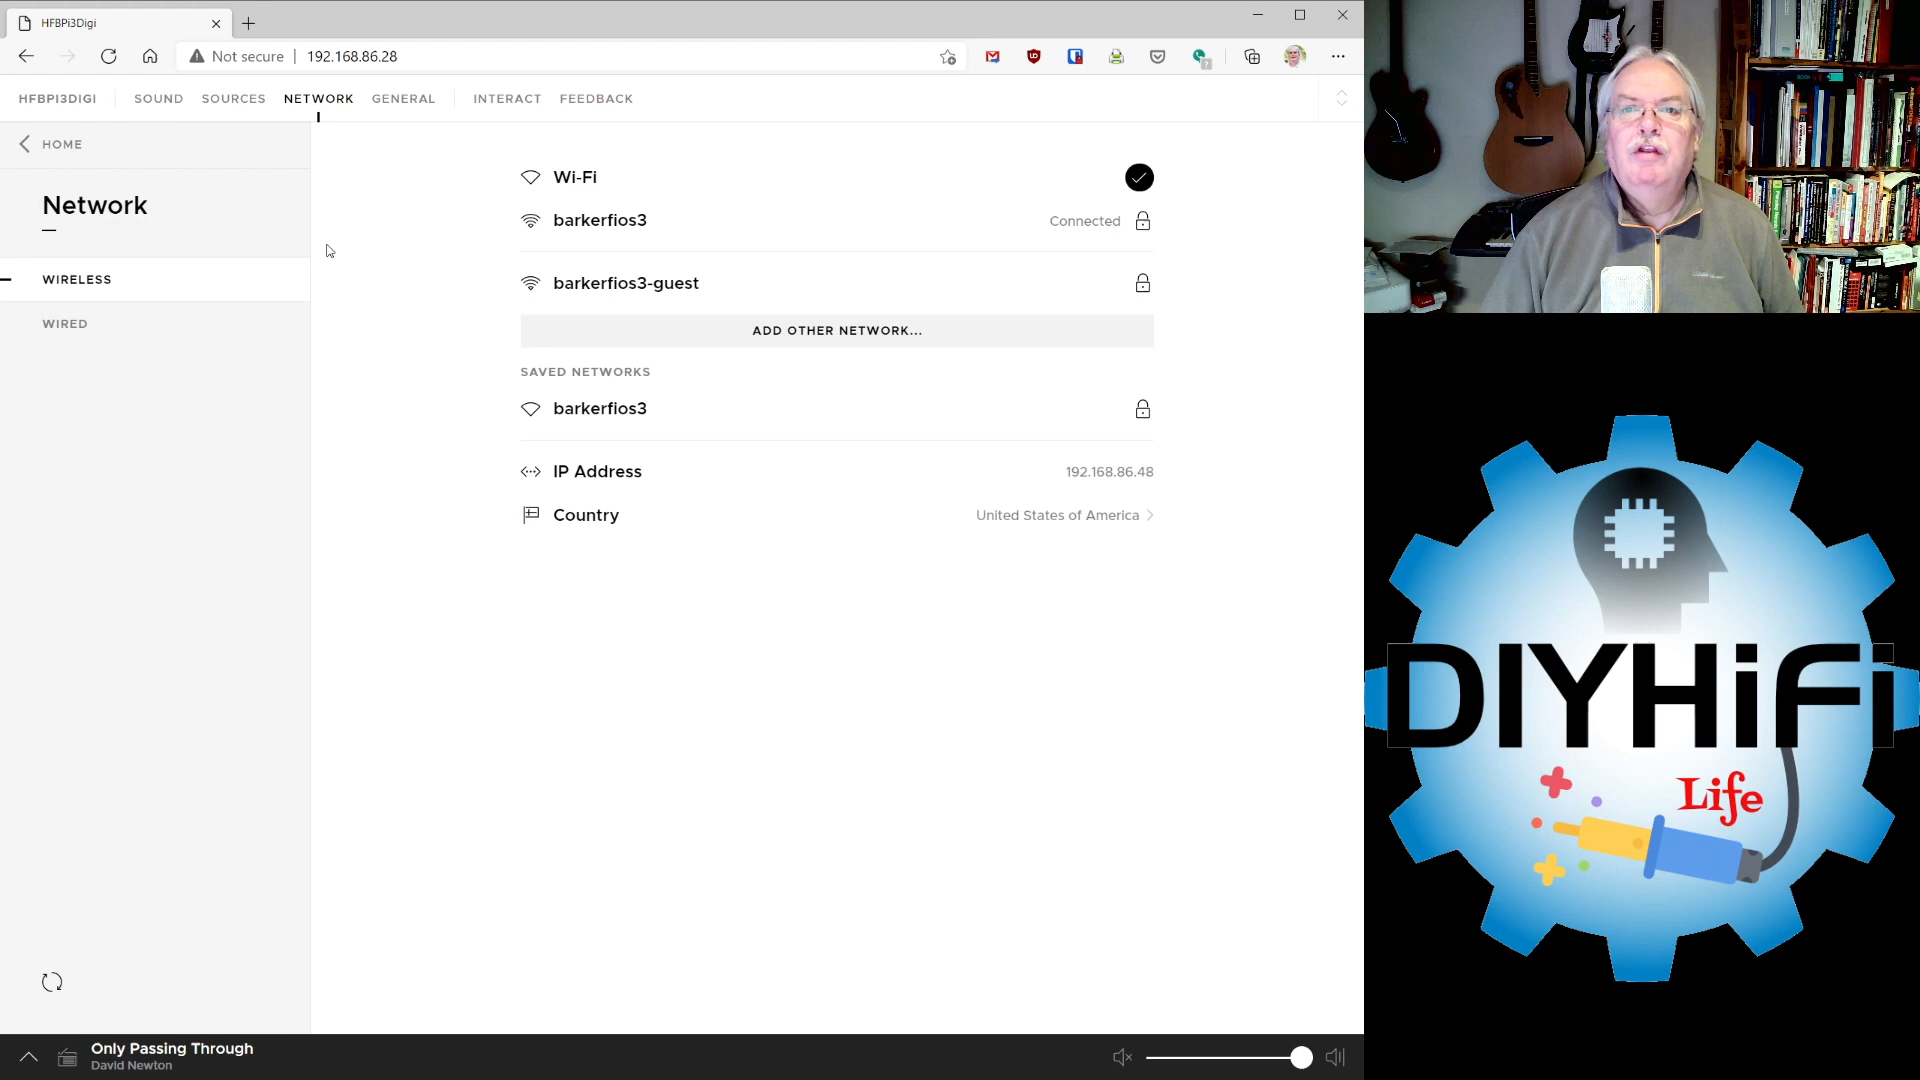 HFBPi3Digi
Not secure | 192.168.86.28
HFBPI3DIGI SOUND SOURCES NETWORK GENERAL INTERACT FEEDBACK
HOME
Network
WIRELESS
WIRED
Wi-Fi
barkerfios3 Connected
barkerfios3-guest
ADD OTHER NETWORK...
SAVED NETWORKS
barkerfios3
IP Address 192.168.86.48
Country United States of America
Only Passing Through
David Newton
DIYHiFi
Life